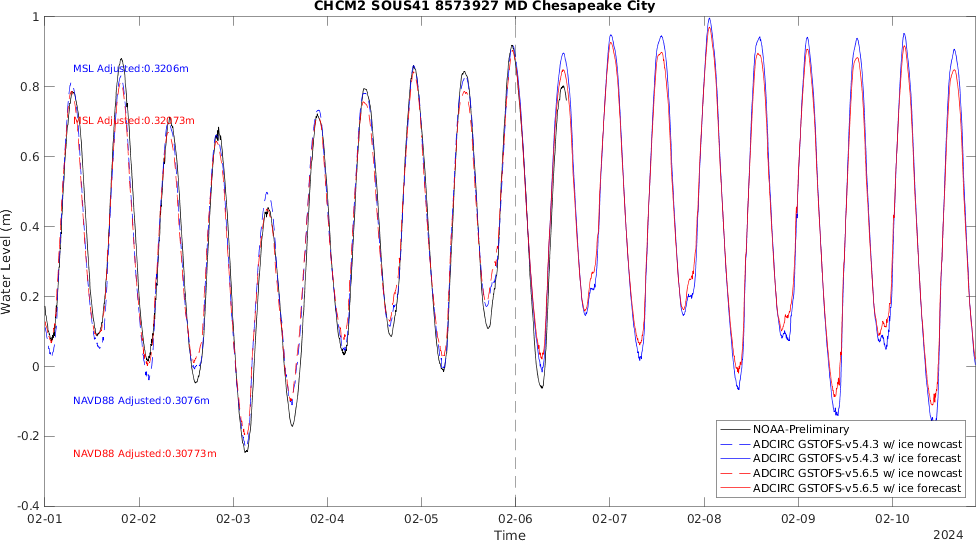 CHCM2 SOUS41 8573927 MD Chesapeake City
Water Level (m)
1
0.8
0.6
0.4
0.2
0
-0.2
-0.4
MSL Adjusted:0.3206m
MSL Adjusted:0.32073m
NAVD88 Adjusted:0.3076m
NAVD88 Adjusted:0.30773m
NOAA-Preliminary
ADCIRC GSTOFS-v5.4.3 w/ ice nowcast
ADCIRC GSTOFS-v5.4.3 w/ ice forecast
ADCIRC GSTOFS-v5.6.5 w/ ice nowcast
ADCIRC GSTOFS-v5.6.5 w/ ice forecast
02-01 02-02 02-03 02-04 02-05 02-06 02-07 02-08 02-09 02-10
Time
2024